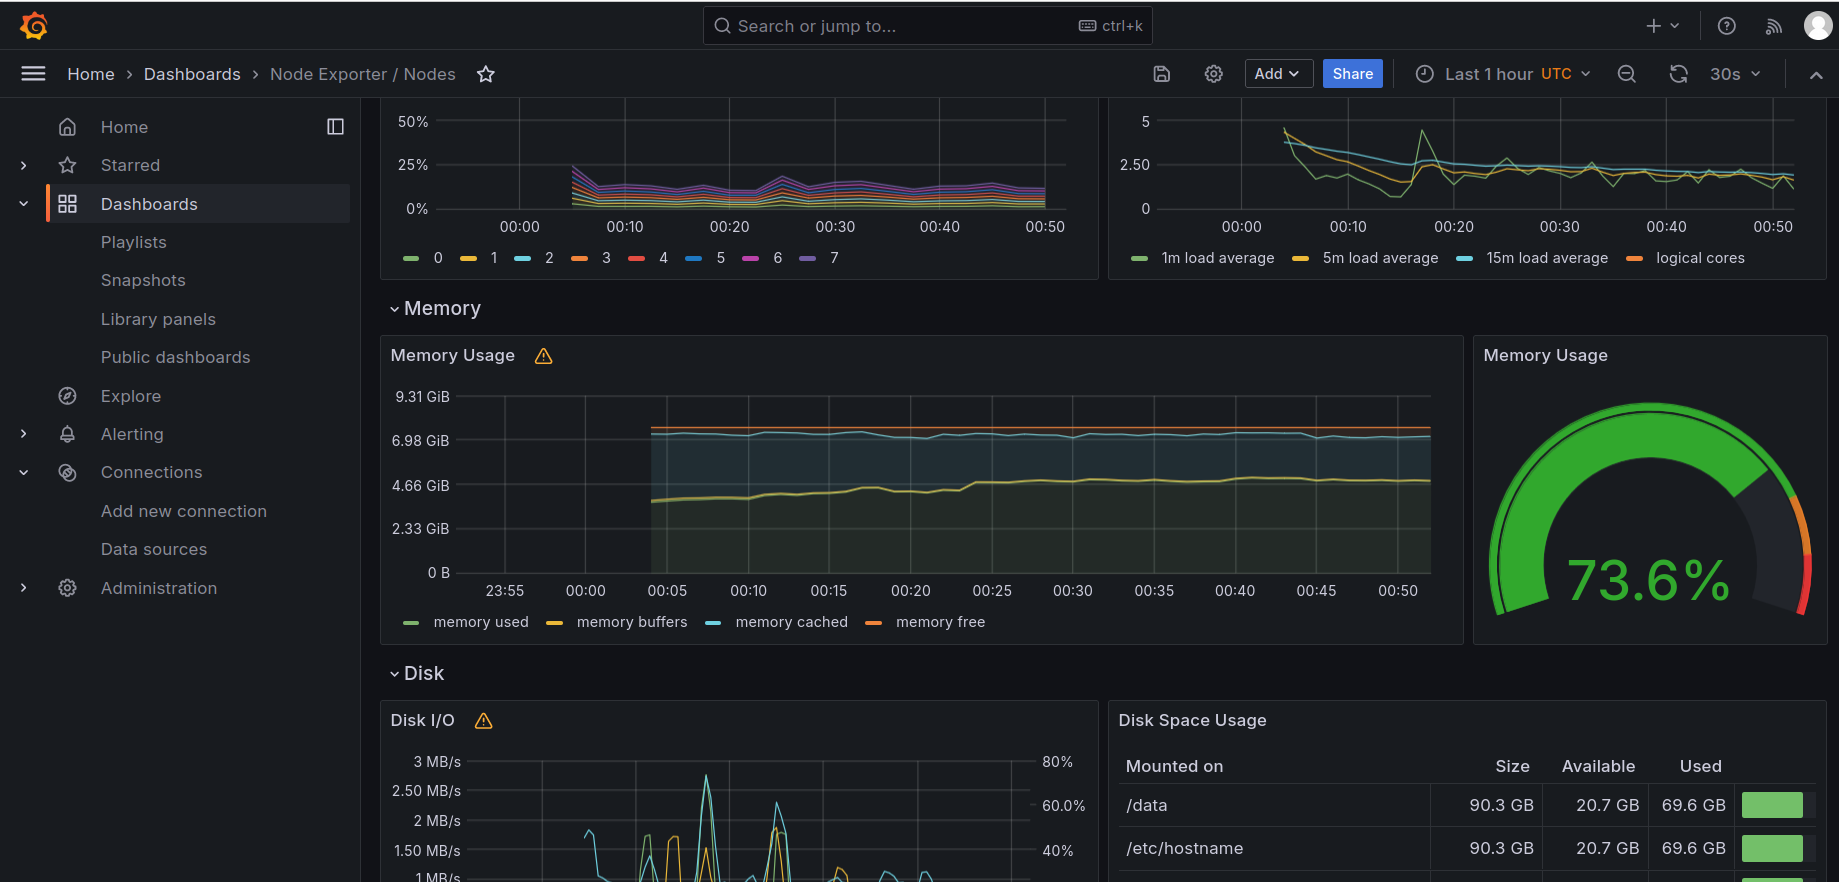 Search or jump to...
ctrl+k
Home › Dashboards › Node Exporter / Nodes
Add
Share
Last 1 hour UTC
30s
Home
Starred
Dashboards
Playlists
Snapshots
Library panels
Public dashboards
Explore
Alerting
Connections
Add new connection
Data sources
Administration
50%
25%
0%
00:00 00:10 00:20 00:30 00:40 00:50
0 1 2 3 4 5 6 7
5
2.50
0
00:00 00:10 00:20 00:30 00:40 00:50
1m load average 5m load average 15m load average logical cores
Memory
Memory Usage
9.31 GiB
6.98 GiB
4.66 GiB
2.33 GiB
0 B
23:55 00:00 00:05 00:10 00:15 00:20 00:25 00:30 00:35 00:40 00:45 00:50
memory used memory buffers memory cached memory free
Memory Usage
73.6%
Disk
Disk I/O
3 MB/s
2.50 MB/s
2 MB/s
1.50 MB/s
1 MB/s
80%
60.0%
40%
Disk Space Usage
Mounted on Size Available Used
/data 90.3 GB 20.7 GB 69.6 GB
/etc/hostname 90.3 GB 20.7 GB 69.6 GB